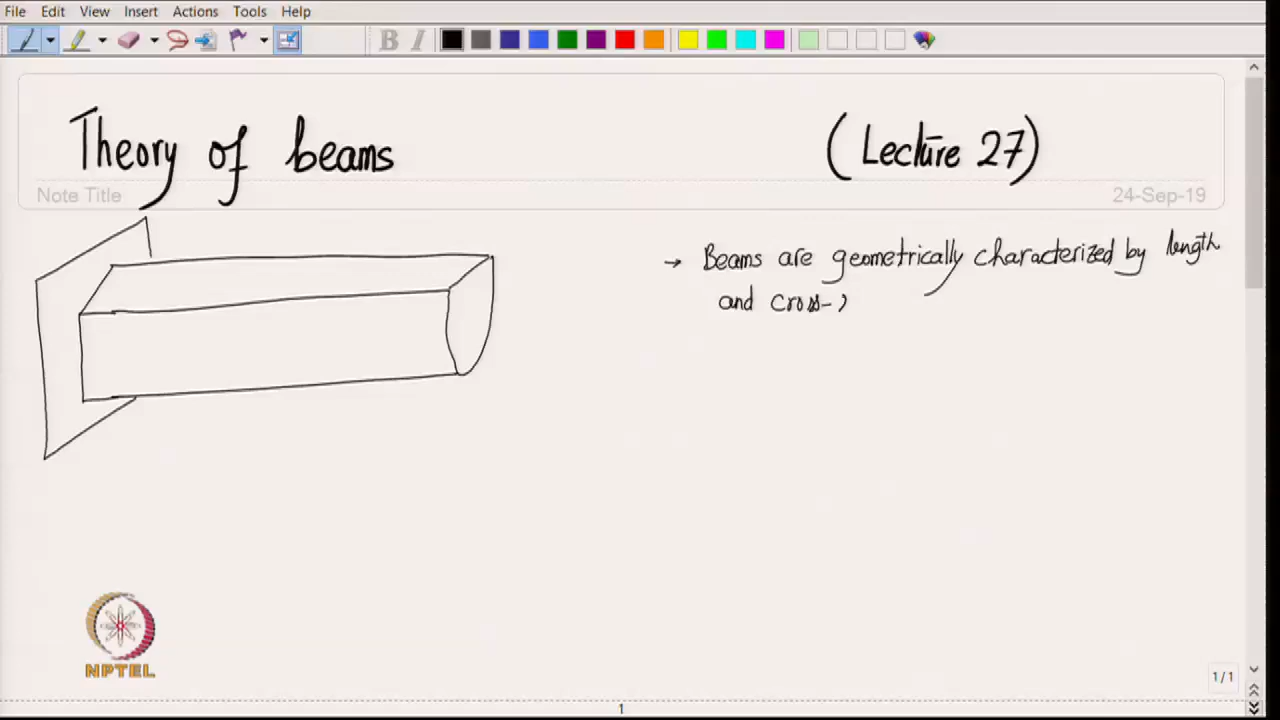 File Edit View Insert Actions Tools Help
B I
Theory of beams (Lecture 27)
Note Title 24-Sep-19
→ Beams are geometrically characterized by length
and cross-
NPTEL
1/1
1